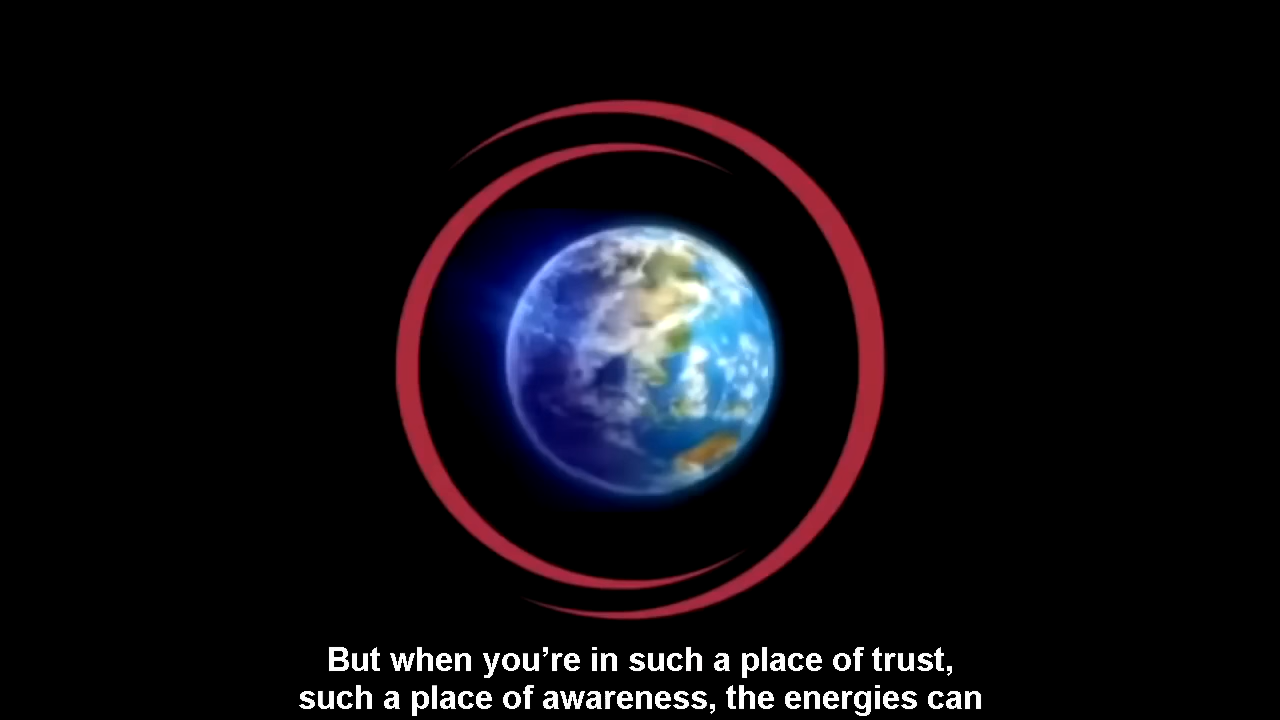 But when you’re in such a place of trust,
such a place of awareness, the energies can